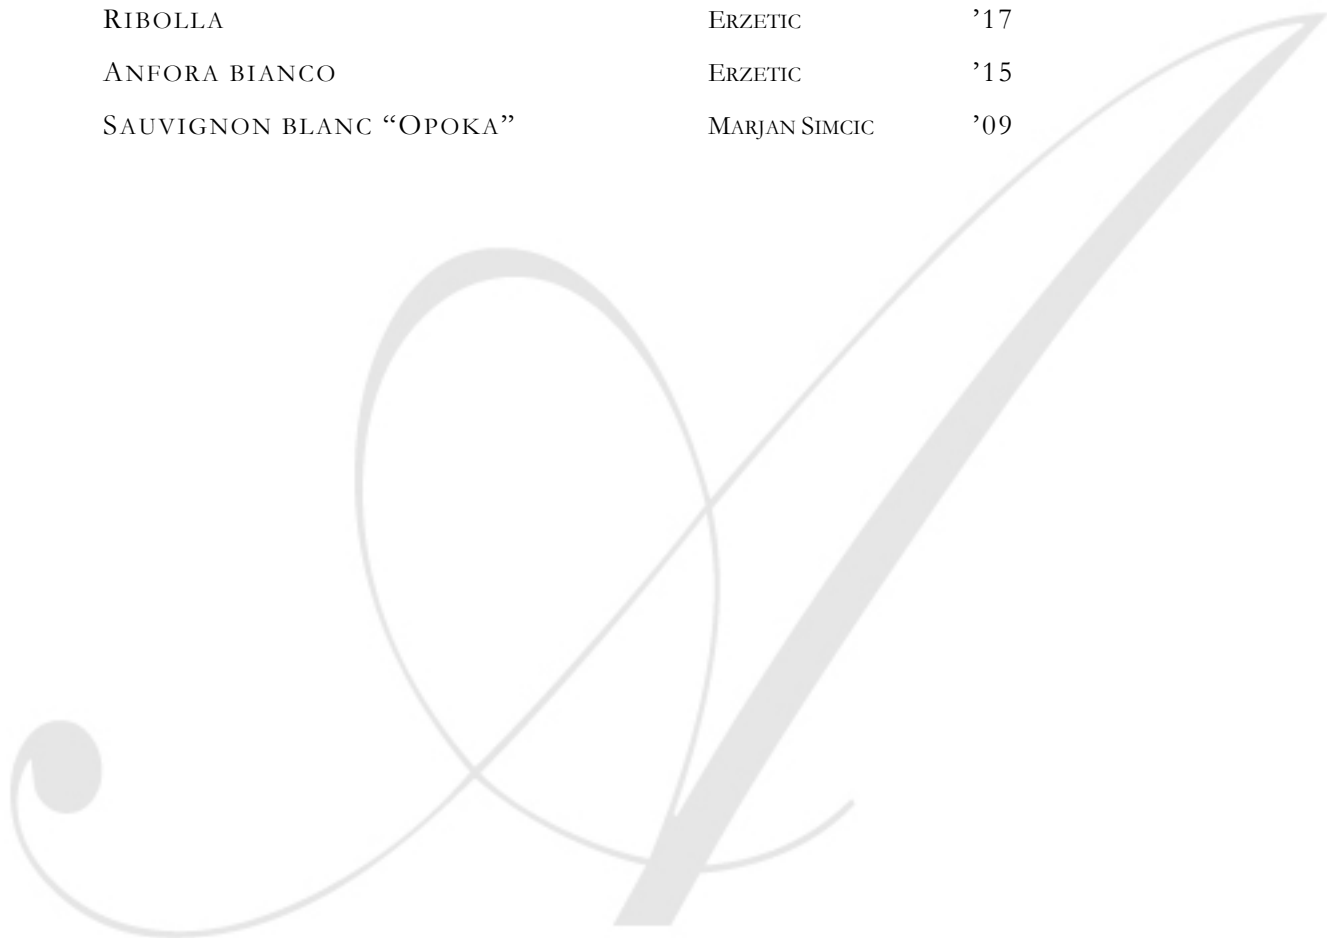 Ribolla Erzetic ’17
Anfora bianco Erzetic ’15
Sauvignon blanc “Opoka” Marjan Simcic ’09